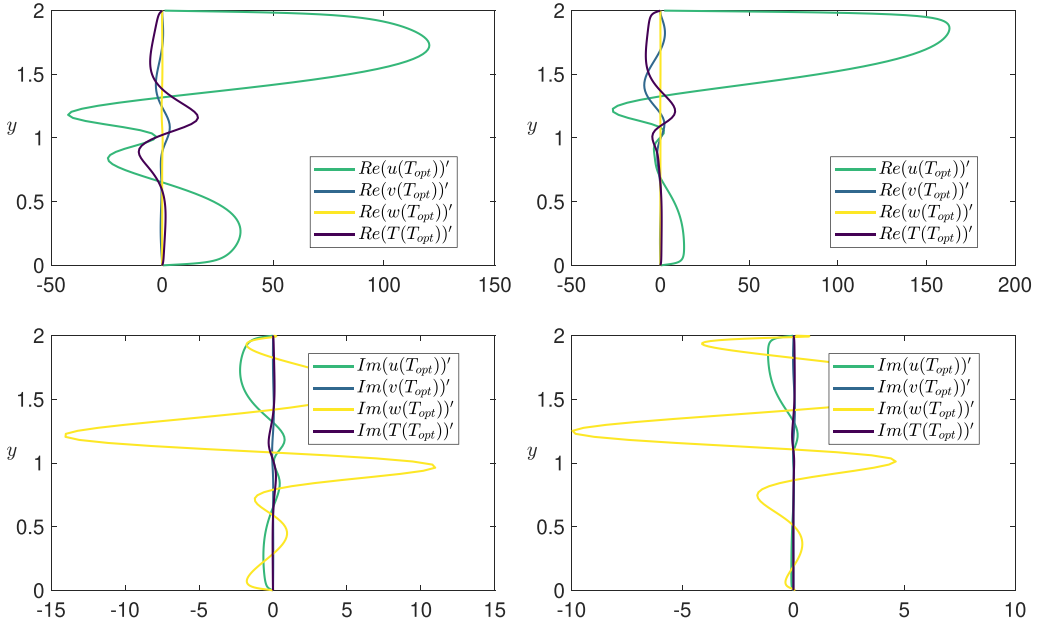 2
1.5
y
1
0.5
0
-50
0
50
100
150
Re(u(T_opt))′
Re(v(T_opt))′
Re(w(T_opt))′
Re(T(T_opt))′
2
1.5
y
1
0.5
0
-50
0
50
100
150
200
Re(u(T_opt))′
Re(v(T_opt))′
Re(w(T_opt))′
Re(T(T_opt))′
2
1.5
y
1
0.5
0
-15
-10
-5
0
5
10
15
Im(u(T_opt))′
Im(v(T_opt))′
Im(w(T_opt))′
Im(T(T_opt))′
2
1.5
y
1
0.5
0
-10
-5
0
5
10
Im(u(T_opt))′
Im(v(T_opt))′
Im(w(T_opt))′
Im(T(T_opt))′